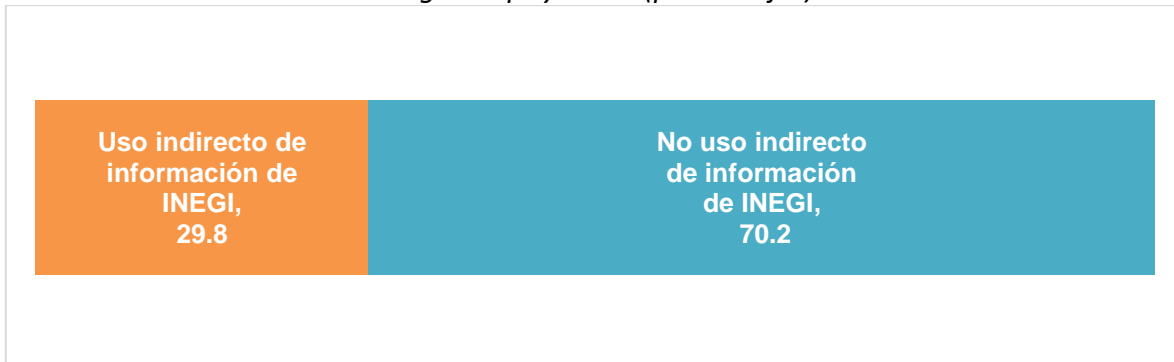 Uso indirecto de
información de
INEGI,
29.8
No uso indirecto
de información
de INEGI,
70.2